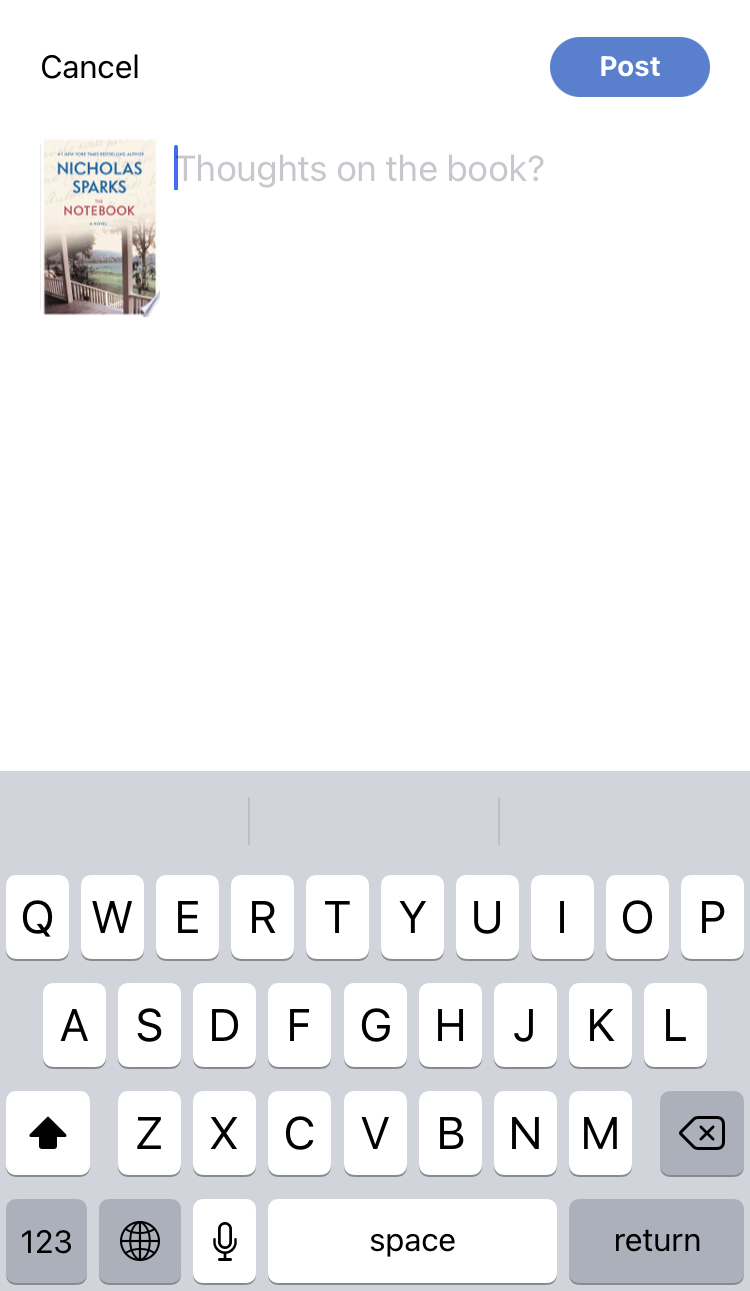 Cancel
Post
#1 NEW YORK TIMES BESTSELLING AUTHOR
NICHOLAS
SPARKS
THE
NOTEBOOK
A NOVEL
Thoughts on the book?
Q W E R T Y U I O P
A S D F G H J K L
Z X C V B N M
123 space return